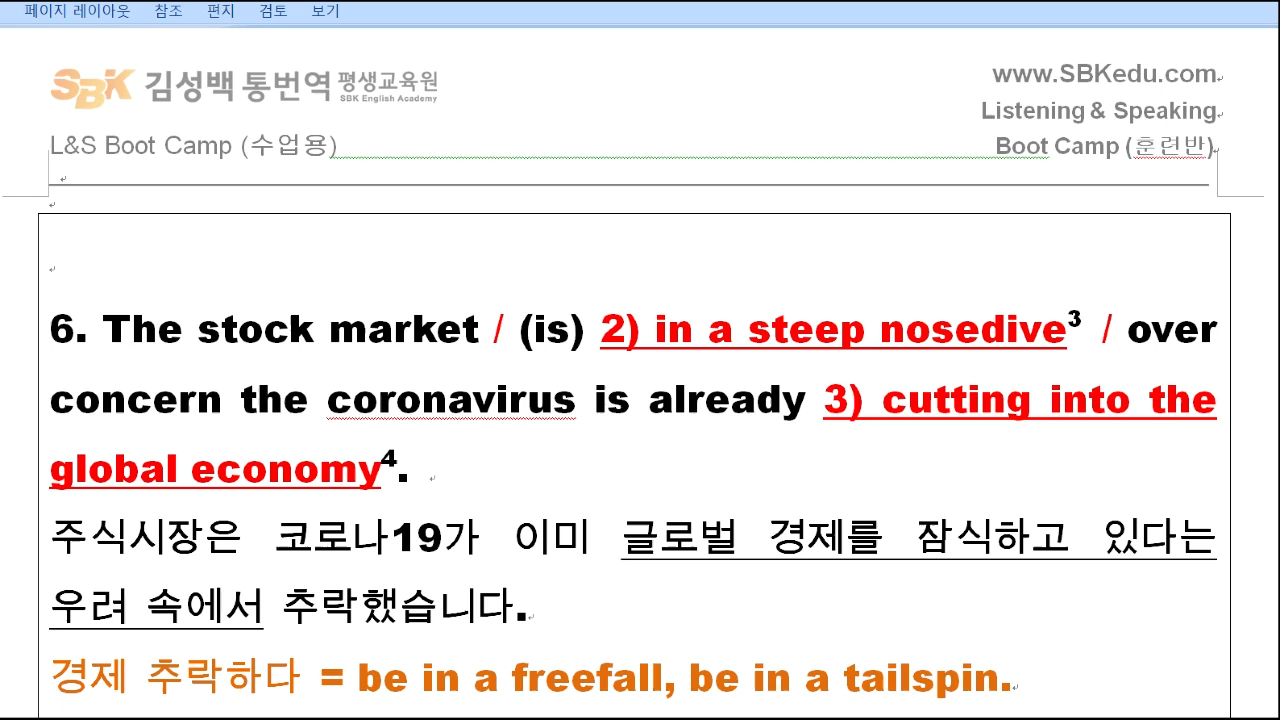 페이지 레이아웃 참조 편지 검토 보기
SBK 김성백 통번역 평생교육원
SBK English Academy
www.SBKedu.com
Listening & Speaking
L&S Boot Camp (수업용)
Boot Camp (훈련반)
6. The stock market / (is) 2) in a steep nosedive³ / over
concern the coronavirus is already 3) cutting into the
global economy⁴.
주식시장은 코로나19가 이미 글로벌 경제를 잠식하고 있다는
우려 속에서 추락했습니다.
경제 추락하다 = be in a freefall, be in a tailspin.